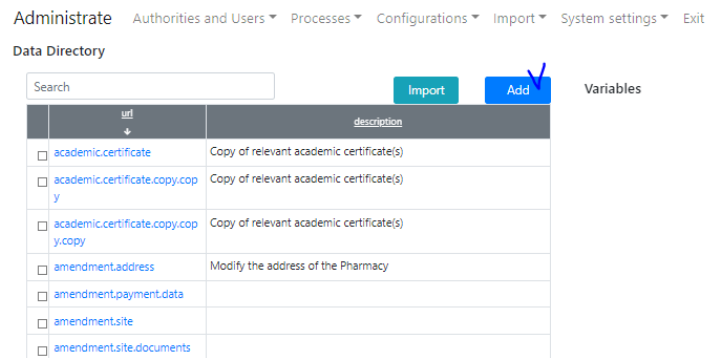 Administrate Authorities and Users Processes Configurations Import System settings Exit
Data Directory
Search Import Add Variables
url description
academic.certificate Copy of relevant academic certificate(s)
academic.certificate.copy.cop Copy of relevant academic certificate(s)
y
academic.certificate.copy.cop Copy of relevant academic certificate(s)
y.copy
amendment.address Modify the address of the Pharmacy
amendment.payment.data
amendment.site
amendment.site.documents